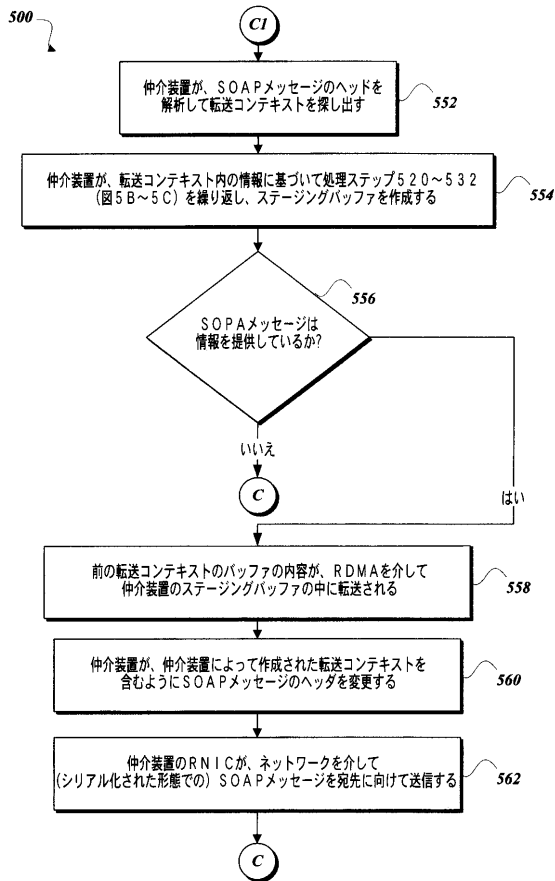 500
C1
仲介装置が、SOAPメッセージのヘッドを
解析して転送コンテキストを探し出す
552
仲介装置が、転送コンテキスト内の情報に基づいて処理ステップ520～532
(図5B～5C)を繰り返し、ステージングバッファを作成する
554
556
SOPAメッセージは
情報を提供しているか?
いいえ
はい
C
前の転送コンテキストのバッファの内容が、RDMAを介して
仲介装置のステージングバッファの中に転送される
558
仲介装置が、仲介装置によって作成された転送コンテキストを
含むようにSOAPメッセージのヘッダを変更する
560
仲介装置のRNICが、ネットワークを介して
(シリアル化された形態での)SOAPメッセージを宛先に向けて送信する
562
C